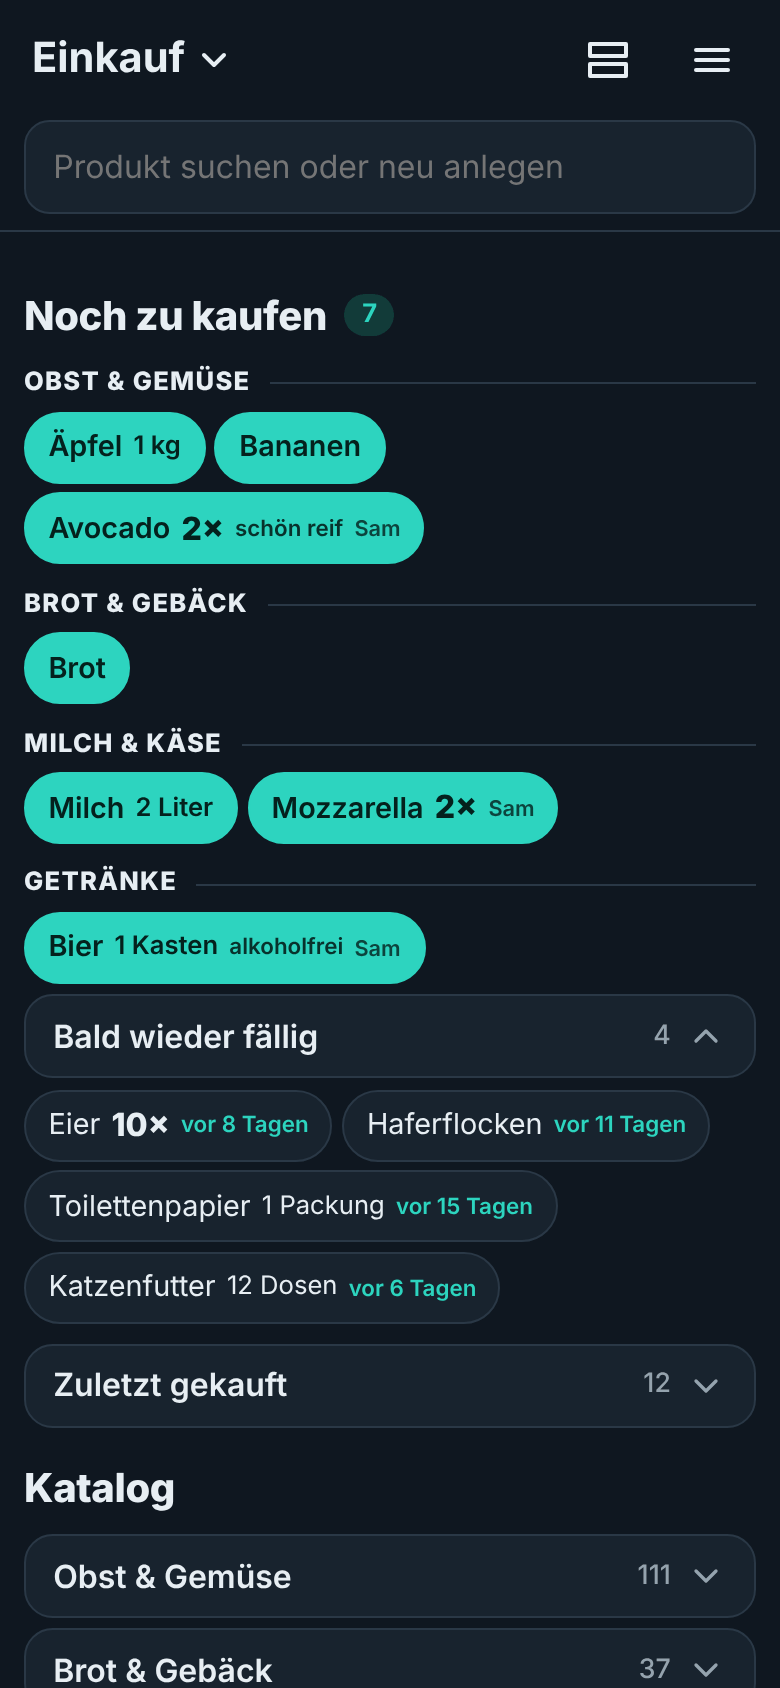 Einkauf
Produkt suchen oder neu anlegen
Noch zu kaufen 7
OBST & GEMÜSE
Äpfel 1 kg Bananen
Avocado 2× schön reif Sam
BROT & GEBÄCK
Brot
MILCH & KÄSE
Milch 2 Liter Mozzarella 2× Sam
GETRÄNKE
Bier 1 Kasten alkoholfrei Sam
Bald wieder fällig 4
Eier 10× vor 8 Tagen Haferflocken vor 11 Tagen
Toilettenpapier 1 Packung vor 15 Tagen
Katzenfutter 12 Dosen vor 6 Tagen
Zuletzt gekauft 12
Katalog
Obst & Gemüse 111
Brot & Gebäck 37